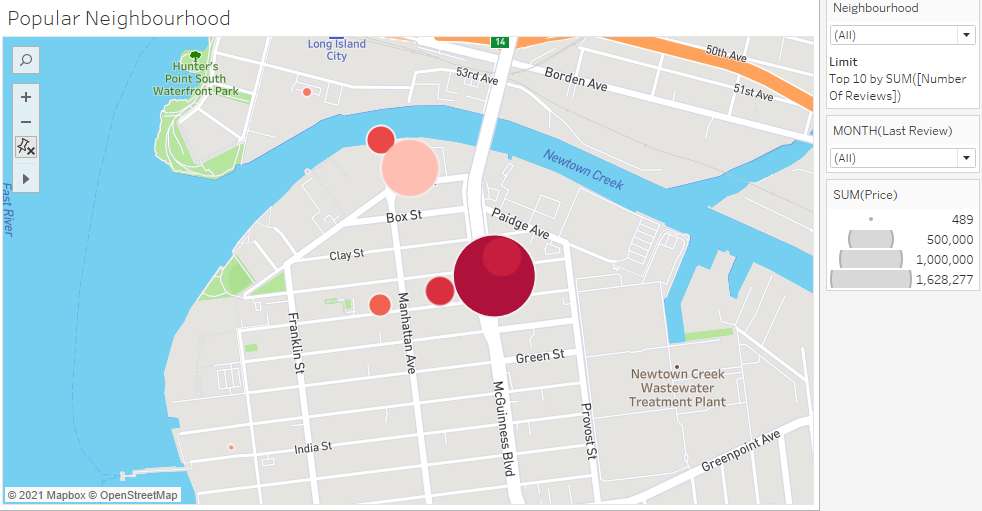 Popular Neighbourhood
Long Island
City
14
50th Ave
Hunter's
Point South
Waterfront Park
53rd Ave
Borden Ave
51st Ave
Newtown Creek
East River
Box St
Paidge Ave
Clay St
Franklin St
Manhattan Ave
Green St
McGuinness Blvd
Provost St
Newtown Creek
Wastewater
Treatment Plant
India St
Greenpoint Ave
© 2021 Mapbox © OpenStreetMap
Neighbourhood
(All)
Limit
Top 10 by SUM([Number
Of Reviews])
MONTH(Last Review)
(All)
SUM(Price)
489
500,000
1,000,000
1,628,277